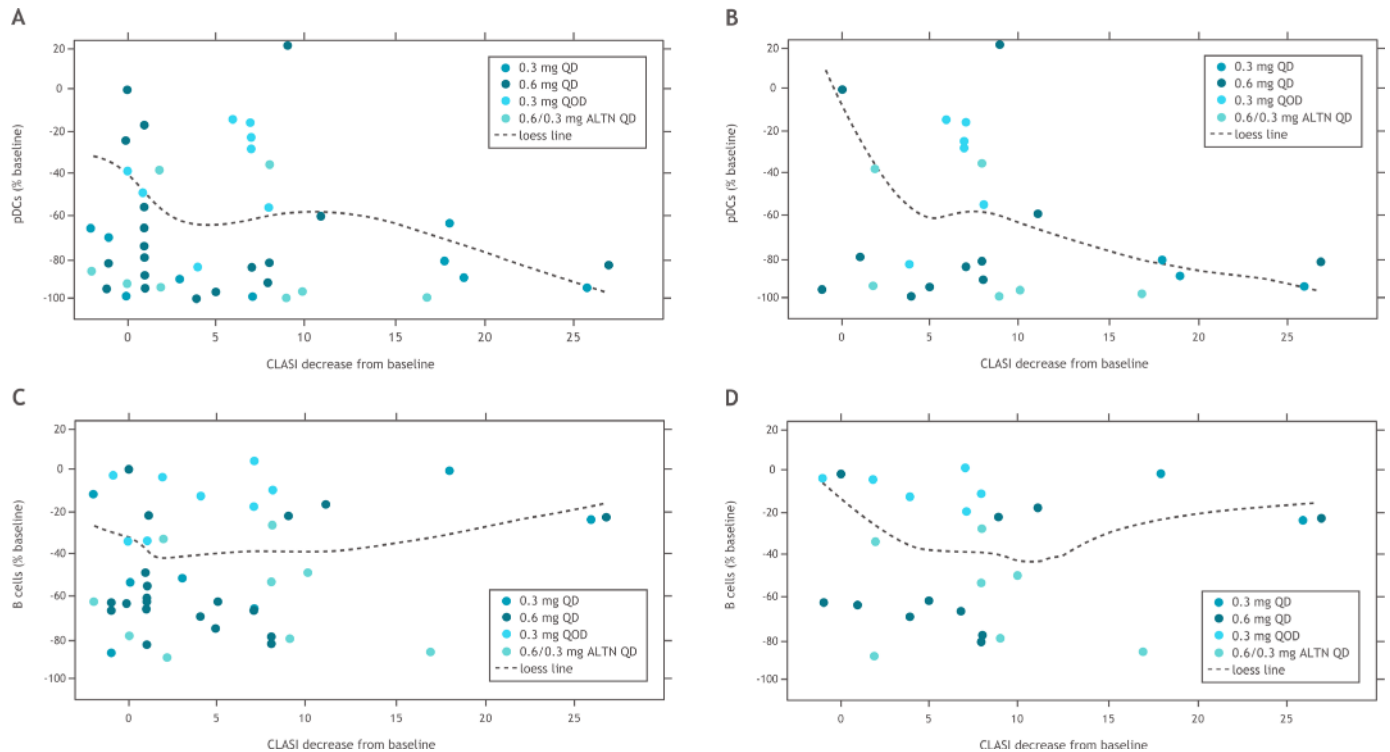 A
20
0
-20
-40
-60
-80
-100
pDCs (% baseline)
0.3 mg QD
0.6 mg QD
0.3 mg QOD
0.6/0.3 mg ALTN QD
loess line
0 5 10 15 20 25
CLASI decrease from baseline
B
20
0
-20
-40
-60
-80
-100
pDCs (% baseline)
0.3 mg QD
0.6 mg QD
0.3 mg QOD
0.6/0.3 mg ALTN QD
loess line
0 5 10 15 20 25
CLASI decrease from baseline
C
20
0
-20
-40
-60
-80
-100
B cells (% baseline)
0.3 mg QD
0.6 mg QD
0.3 mg QOD
0.6/0.3 mg ALTN QD
loess line
0 5 10 15 20 25
CLASI decrease from baseline
D
20
0
-20
-40
-60
-80
-100
B cells (% baseline)
0.3 mg QD
0.6 mg QD
0.3 mg QOD
0.6/0.3 mg ALTN QD
loess line
0 5 10 15 20 25
CLASI decrease from baseline